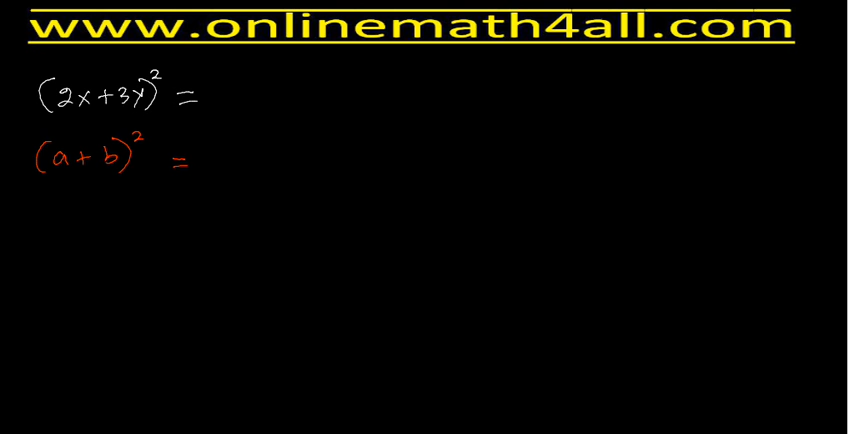 www.onlinemath4all.com
(2x+3y)² =
(a+b)² =